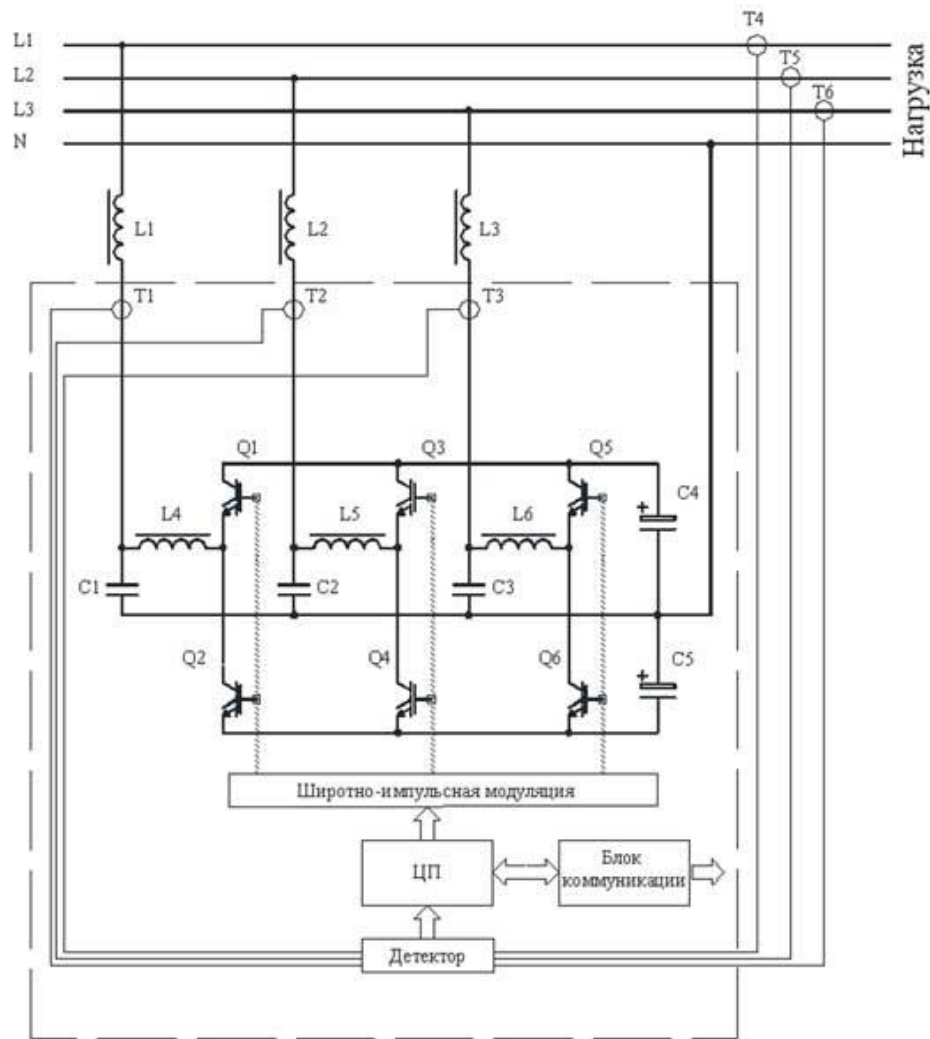 T4
L1
T5
L2
T6
L3
N
Нагрузка
L1
L2
L3
T1
T2
T3
Q1
Q3
Q5
C4
L4
L5
L6
C1
C2
C3
Q2
Q4
Q6
C5
Широтно-импульсная модуляция
ЦП
Блок
коммуникации
Детектор